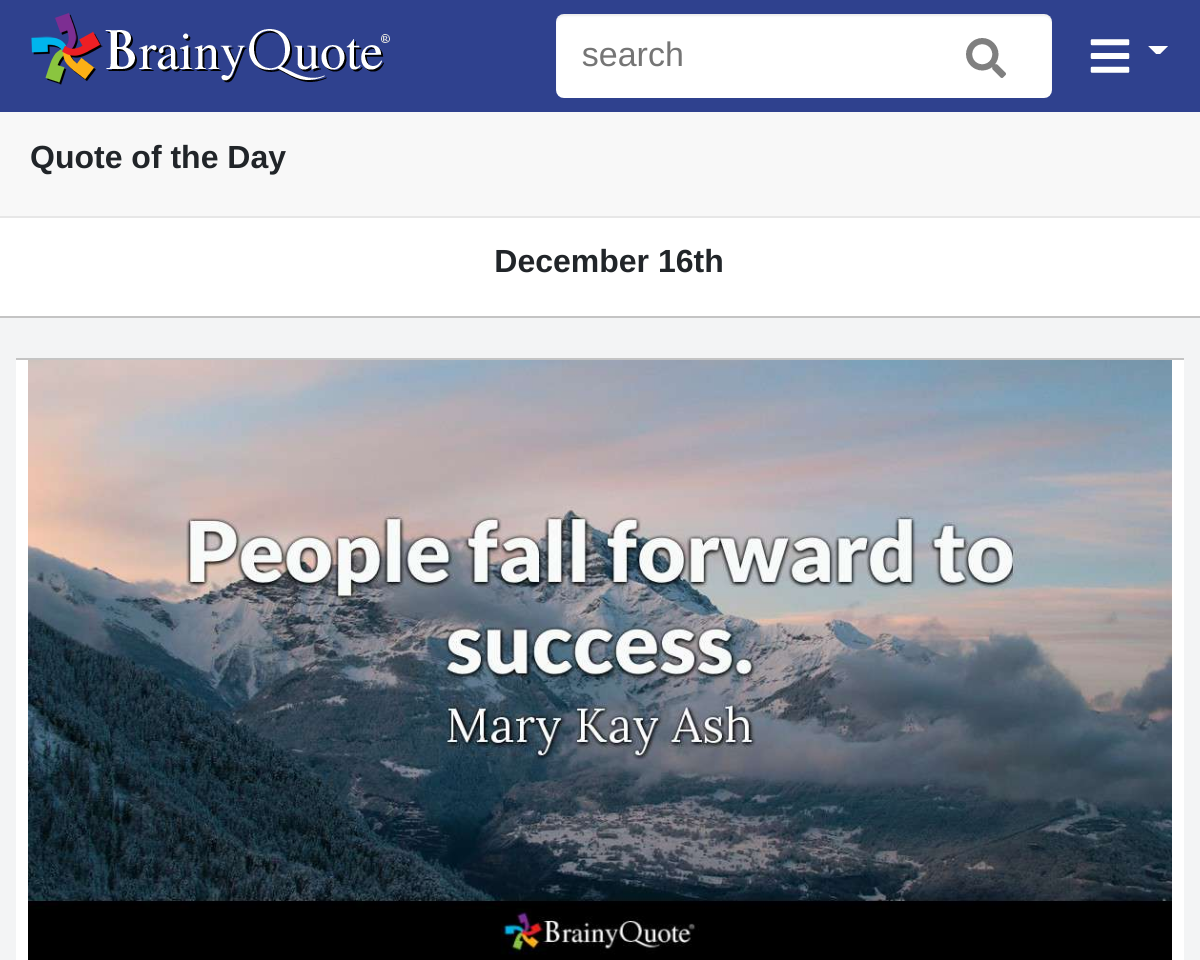 BrainyQuote®
search
Quote of the Day
December 16th
People fall forward to
success.
Mary Kay Ash
BrainyQuote®